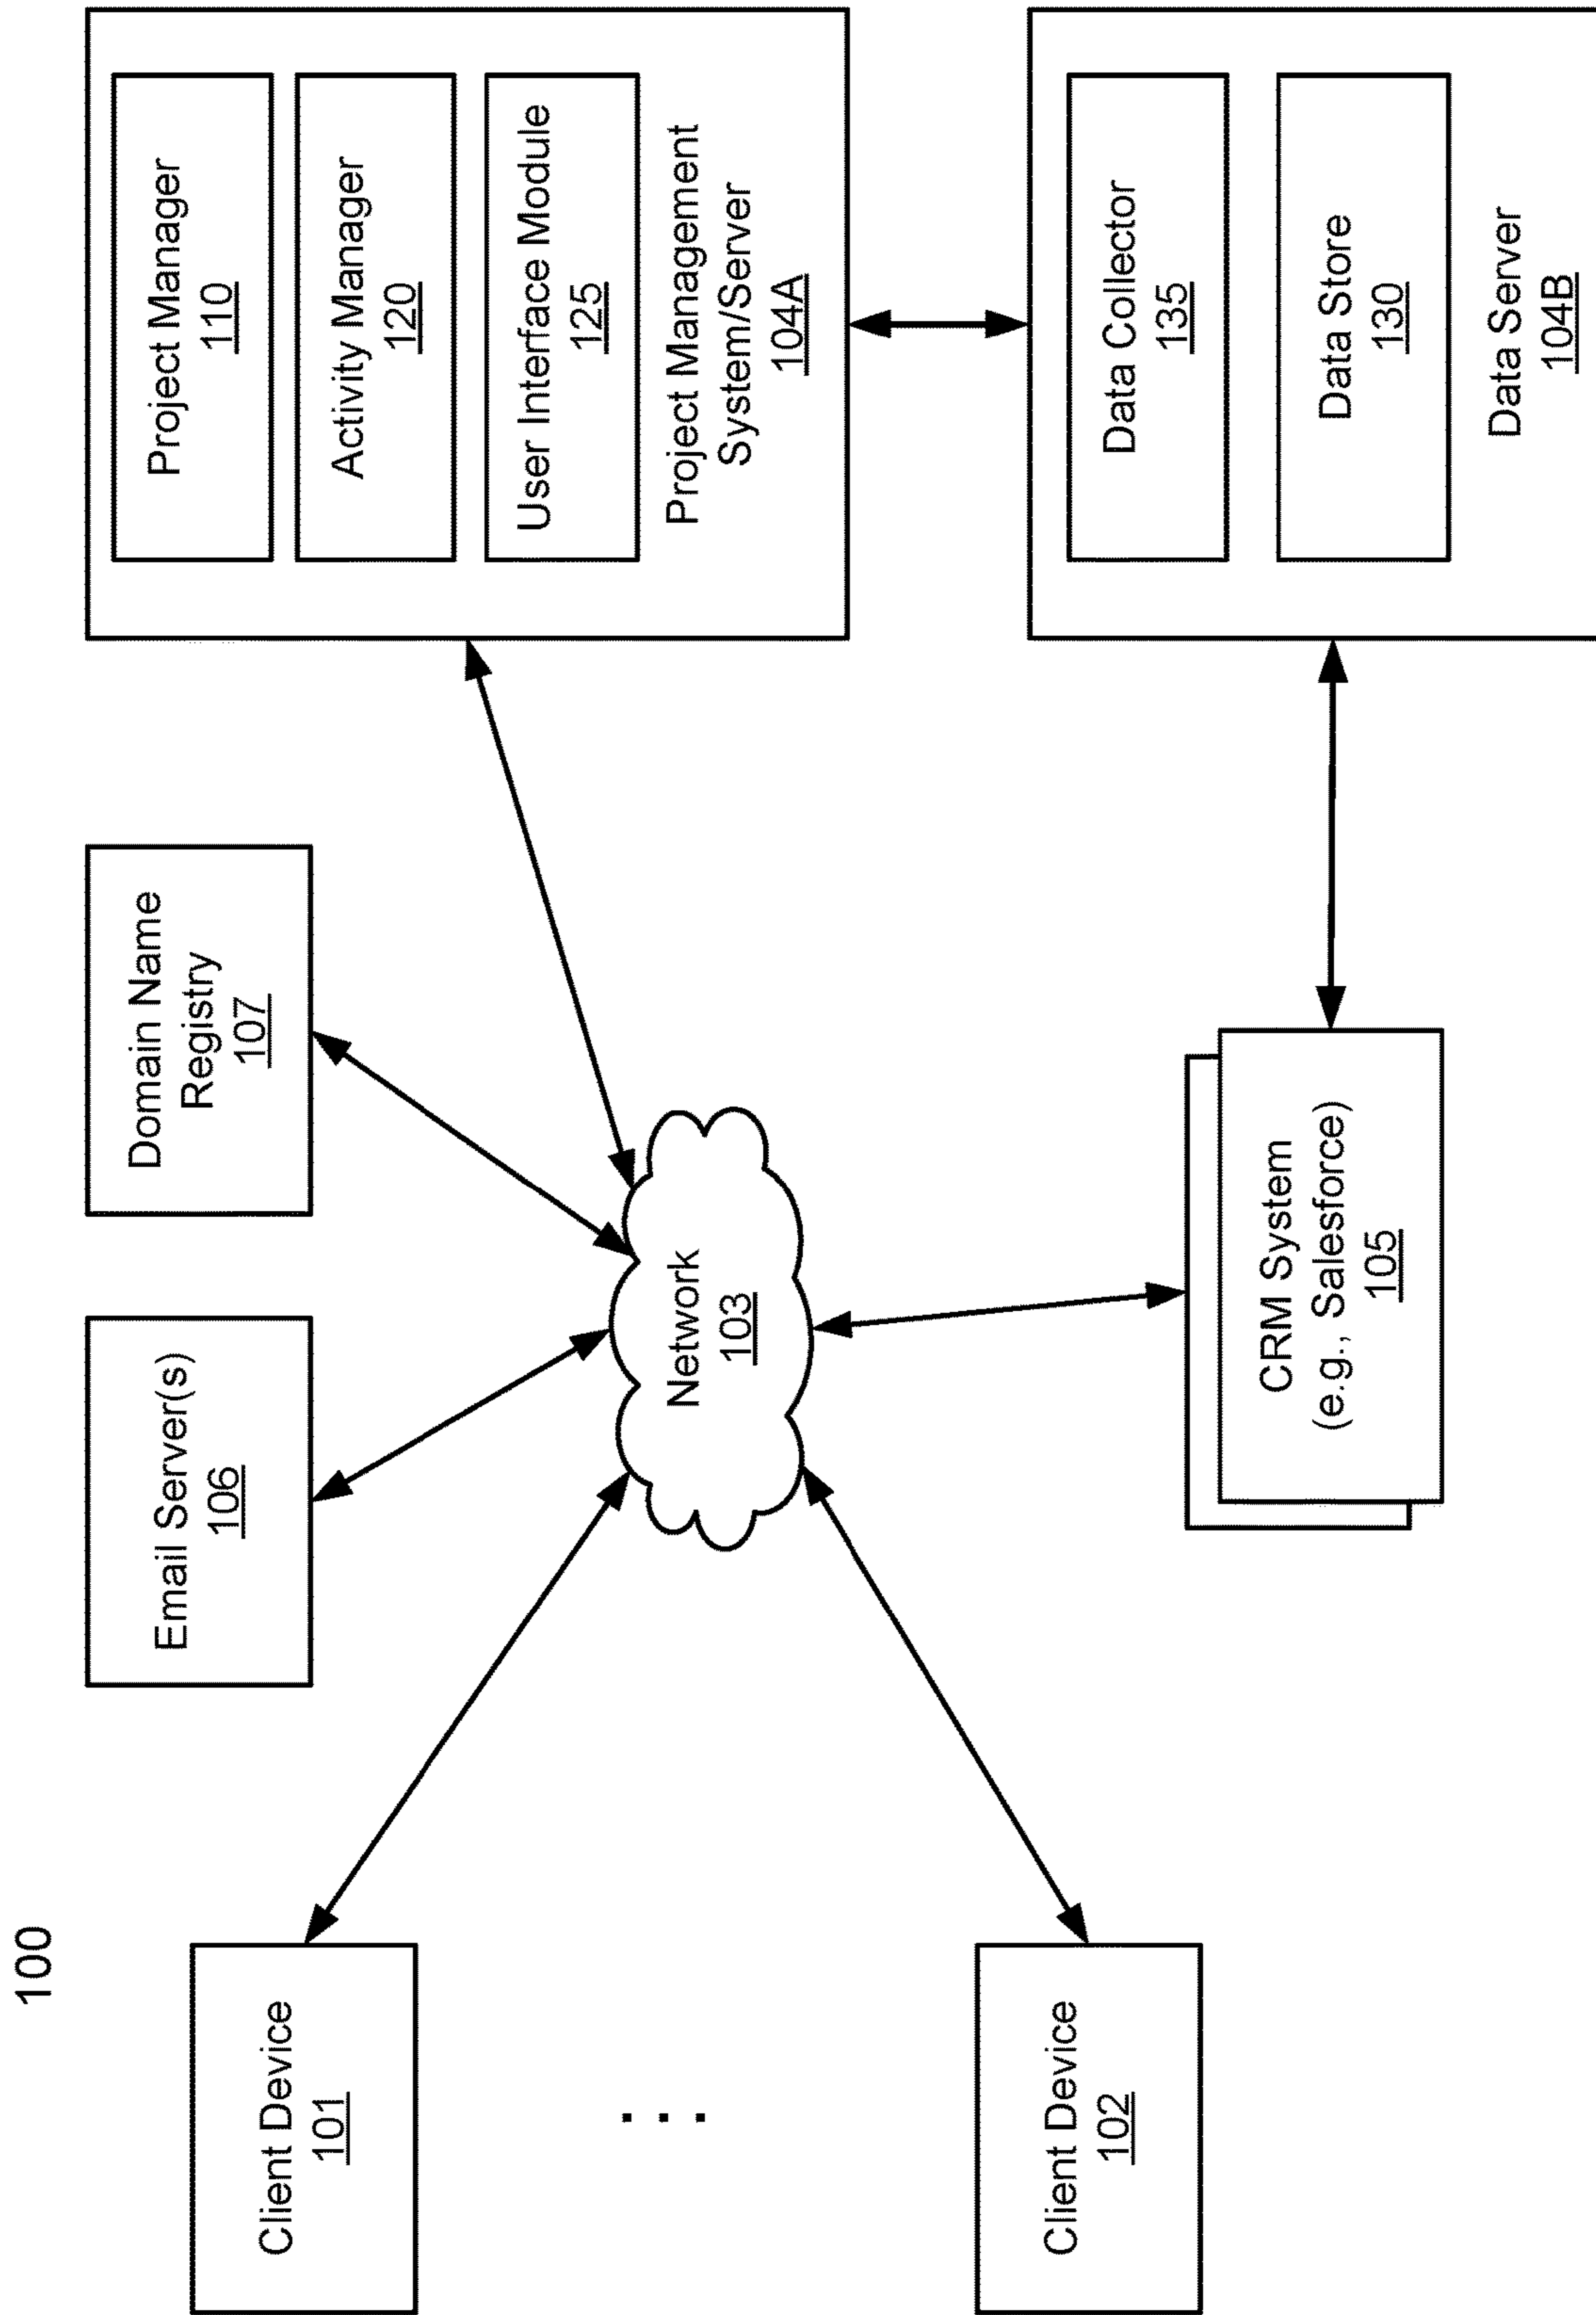 100
Client Device
101
. . .
Client Device
102
Email Server(s)
106
Domain Name
Registry
107
Network
103
CRM System
(e.g., Salesforce)
105
Project Manager
110
Activity Manager
120
User Interface Module
125
Project Management
System/Server
104A
Data Collector
135
Data Store
130
Data Server
104B